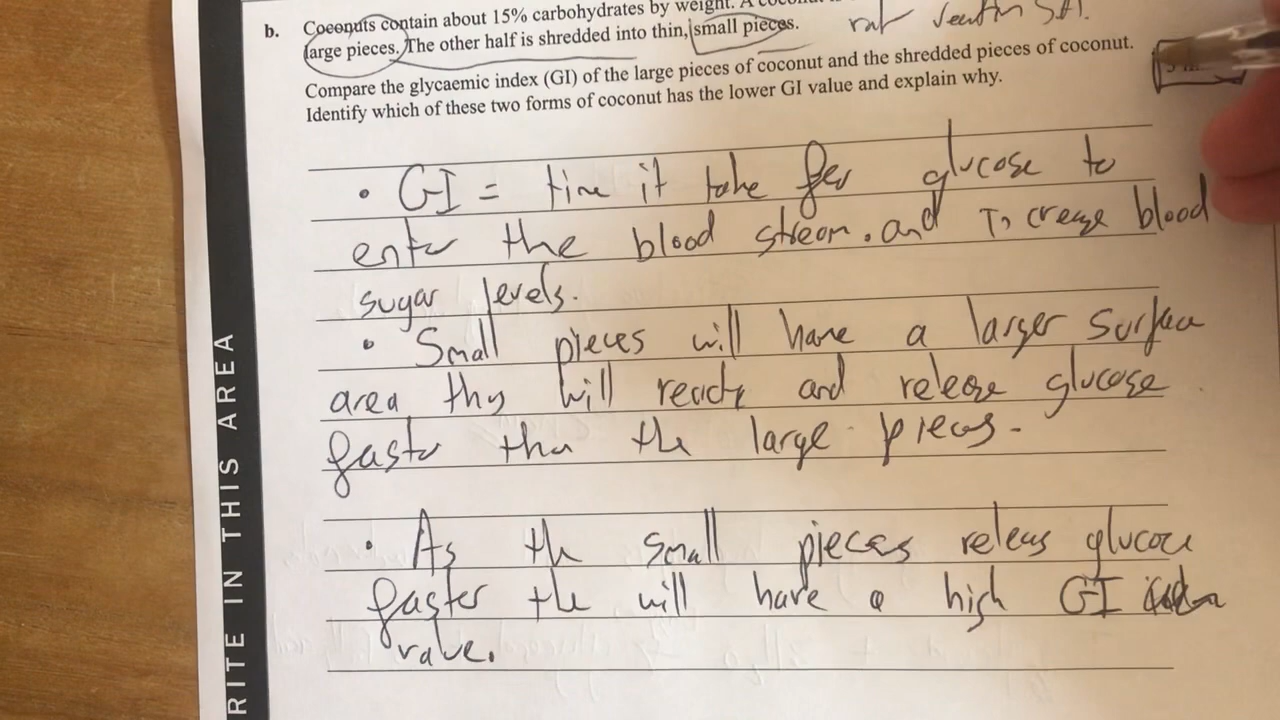 b. Coconuts contain about 15% carbohydrates by weight. A
large pieces. The other half is shredded into thin, small pieces.
Compare the glycaemic index (GI) of the large pieces of coconut and the shredded pieces of coconut.
Identify which of these two forms of coconut has the lower GI value and explain why.
• GI = time it take for glucose to
enter the blood stream. and increase blood
sugar levels.
• Small pieces will have a larger surface
area, thus will react and release glucose
faster than the large pieces.
• As the small pieces releas glucose
faster the will have a high GI
value.
RITE IN THIS AREA